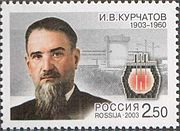 И.В.КУРЧАТОВ
1903-1960
РОССИЯ
ROSSIJA·2003
2.50